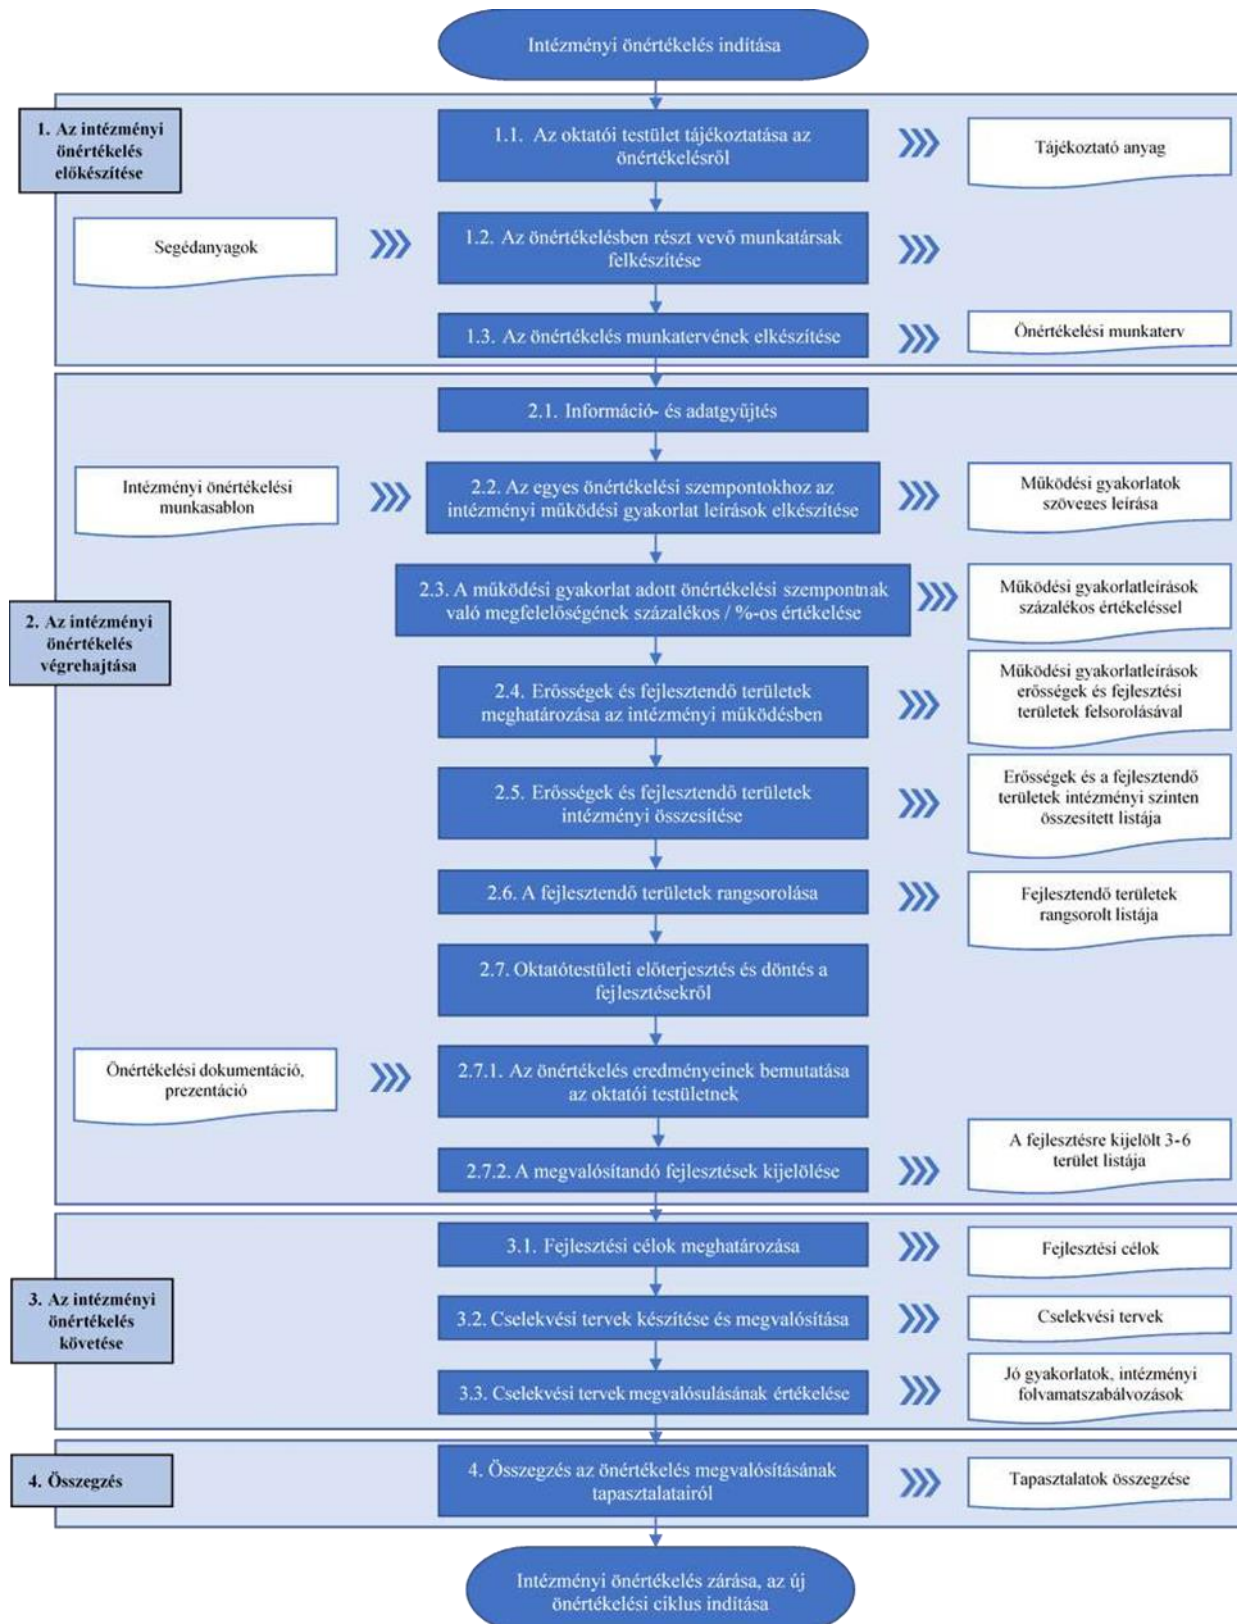 Intézményi önértékelés indítása
1. Az intézményi
önértékelés
előkészítése
1.1. Az oktatói testület tájékoztatása az
önértékelésről
Tájékoztató anyag
Segédanyagok
1.2. Az önértékelésben részt vevő munkatársak
felkészítése
1.3. Az önértékelés munkatervének elkészítése
Önértékelési munkaterv
2. Az intézményi
önértékelés
végrehajtása
2.1. Információ- és adatgyűjtés
Intézményi önértékelési
munkasablon
2.2. Az egyes önértékelési szempontokhoz az
intézményi működési gyakorlat leírások elkészítése
Működési gyakorlatok
szöveges leírása
2.3. A működési gyakorlat adott önértékelési szempontnak
való megfelelőségének százalékos / %-os értékelése
Működési gyakorlatleírások
százalékos értékeléssel
2.4. Erősségek és fejlesztendő területek
meghatározása az intézményi működésben
Működési gyakorlatleírások
erősségek és fejlesztési
területek felsorolásával
2.5. Erősségek és fejlesztendő területek
intézményi összesítése
Erősségek és a fejlesztendő
területek intézményi szinten
összesített listája
2.6. A fejlesztendő területek rangsorolása
Fejlesztendő területek
rangsorolt listája
2.7. Oktatótestületi előterjesztés és döntés a
fejlesztésekről
Önértékelési dokumentáció,
prezentáció
2.7.1. Az önértékelés eredményeinek bemutatása
az oktatói testületnek
2.7.2. A megvalósítandó fejlesztések kijelölése
A fejlesztésre kijelölt 3-6
terület listája
3. Az intézményi
önértékelés
követése
3.1. Fejlesztési célok meghatározása
Fejlesztési célok
3.2. Cselekvési tervek készítése és megvalósítása
Cselekvési tervek
3.3. Cselekvési tervek megvalósulásának értékelése
Jó gyakorlatok, intézményi
folyamatszabályozások
4. Összegzés
4. Összegzés az önértékelés megvalósításának
tapasztalatairól
Tapasztalatok összegzése
Intézményi önértékelés zárása, az új
önértékelési ciklus indítása